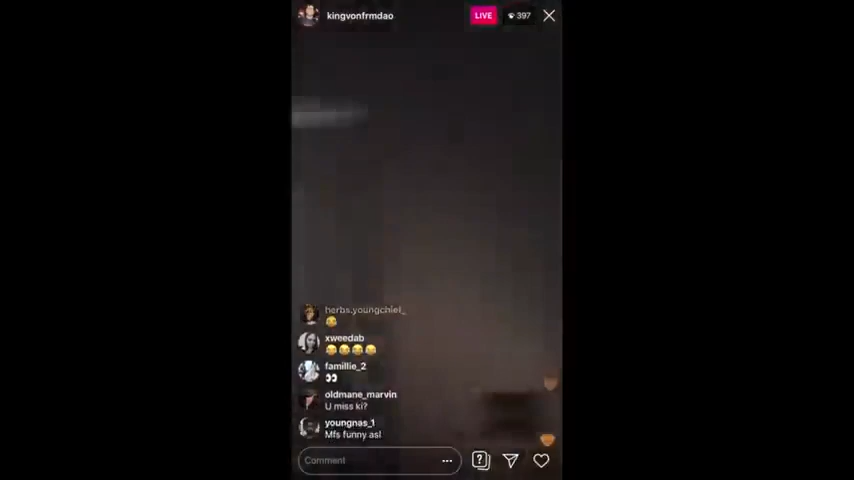 kingvonfrmdao
LIVE
397
herbs.youngchief_
😂
xweedab
😂😂😂😂
famillie_2
👀
oldmane_marvin
U miss ki?
youngnas_1
Mfs funny asl
Comment